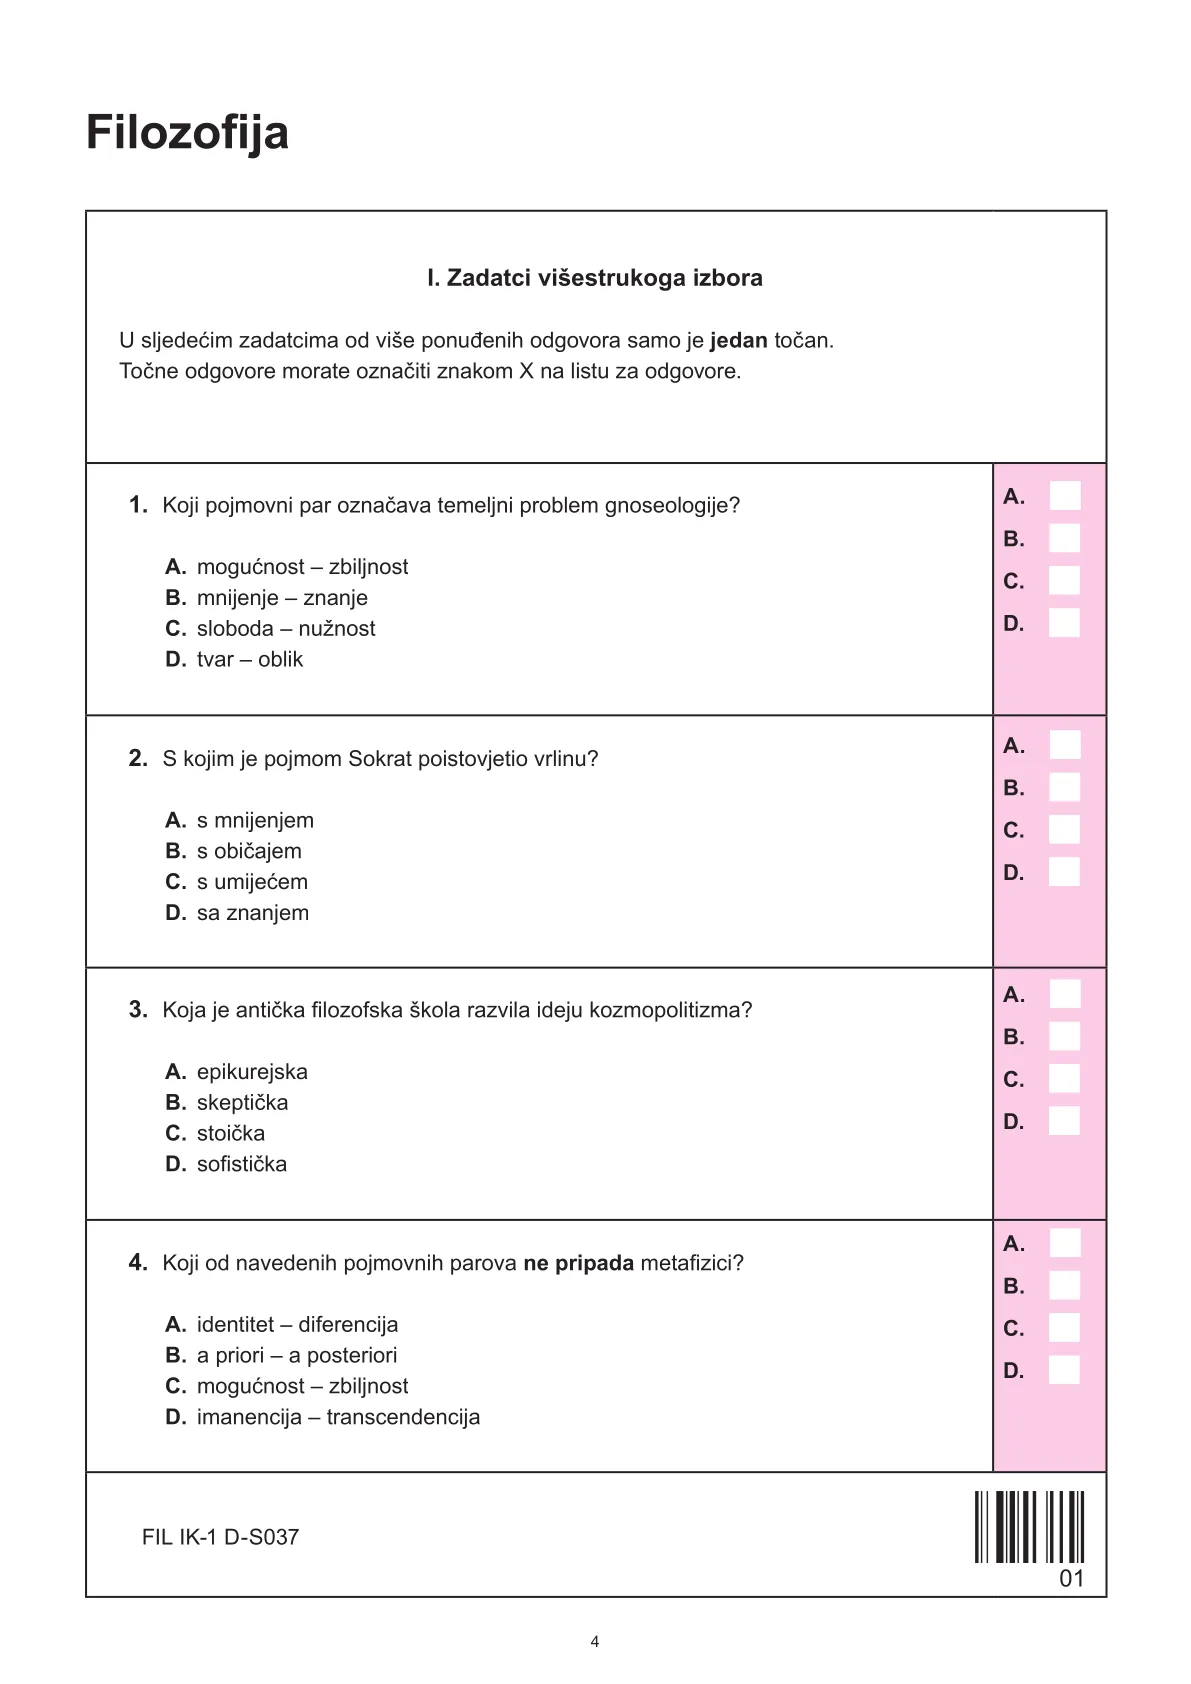 Filozofija
I. Zadatci višestrukoga izbora
U sljedećim zadatcima od više ponuđenih odgovora samo je jedan točan.
Točne odgovore morate označiti znakom X na listu za odgovore.
1. Koji pojmovni par označava temeljni problem gnoseologije?
A. mogućnost – zbiljnost
B. mnijenje – znanje
C. sloboda – nužnost
D. tvar – oblik
A.
B.
C.
D.
2. S kojim je pojmom Sokrat poistovjetio vrlinu?
A. s mnijenjem
B. s običajem
C. s umijećem
D. sa znanjem
A.
B.
C.
D.
3. Koja je antička filozofska škola razvila ideju kozmopolitizma?
A. epikurejska
B. skeptička
C. stoička
D. sofistička
A.
B.
C.
D.
4. Koji od navedenih pojmovnih parova ne pripada metafizici?
A. identitet – diferencija
B. a priori – a posteriori
C. mogućnost – zbiljnost
D. imanencija – transcendencija
A.
B.
C.
D.
FIL IK-1 D-S037
01
4